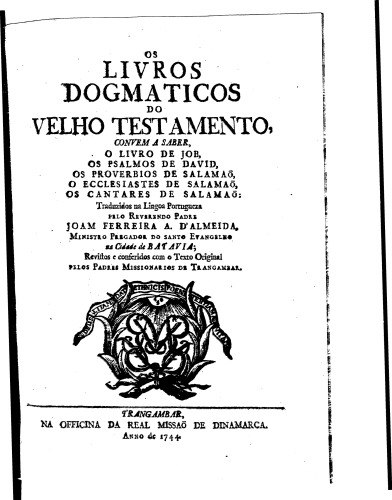 OS
LIVROS
DOGMATICOS
DO
VELHO TESTAMENTO,
CONVEM A SABER,
O LIVRO DE JOB,
OS PSALMOS DE DAVID,
OS PROVERBIOS DE SALAMAÕ,
O ECCLESIASTES DE SALAMAÕ,
OS CANTARES DE SALAMAÕ:
Traduzidos na Lingoa Portugueza
PELO REVERENDO PADRE
JOAM FERREIRA A. D'ALMEIDA,
MINISTRO PREGADOR DO SANTO EVANGELHO
na Cidade de BATAVIA;
Reviſtos e conferidos com o Texto Original
PELOS PADRES MISSIONARIOS DE TRANGAMBAR.
TRANGAMBAR,
NA OFFICINA DA REAL MISSAÕ DE DINAMARCA.
Anno de 1744.